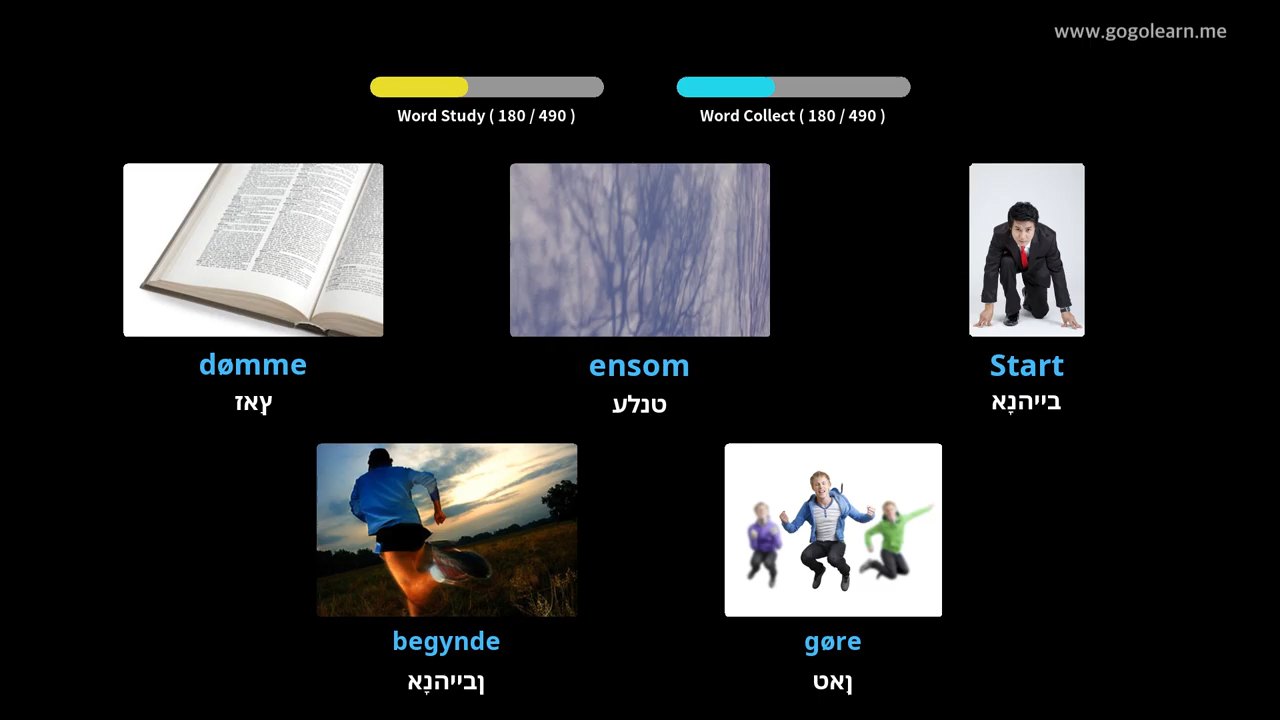 www.gogolearn.me
Word Study ( 180 / 490 )
Word Collect ( 180 / 490 )
dømme
ץַאז
ensom
טנלע
Start
בייהנָא
begynde
ןבייהנָא
gøre
ןָאט